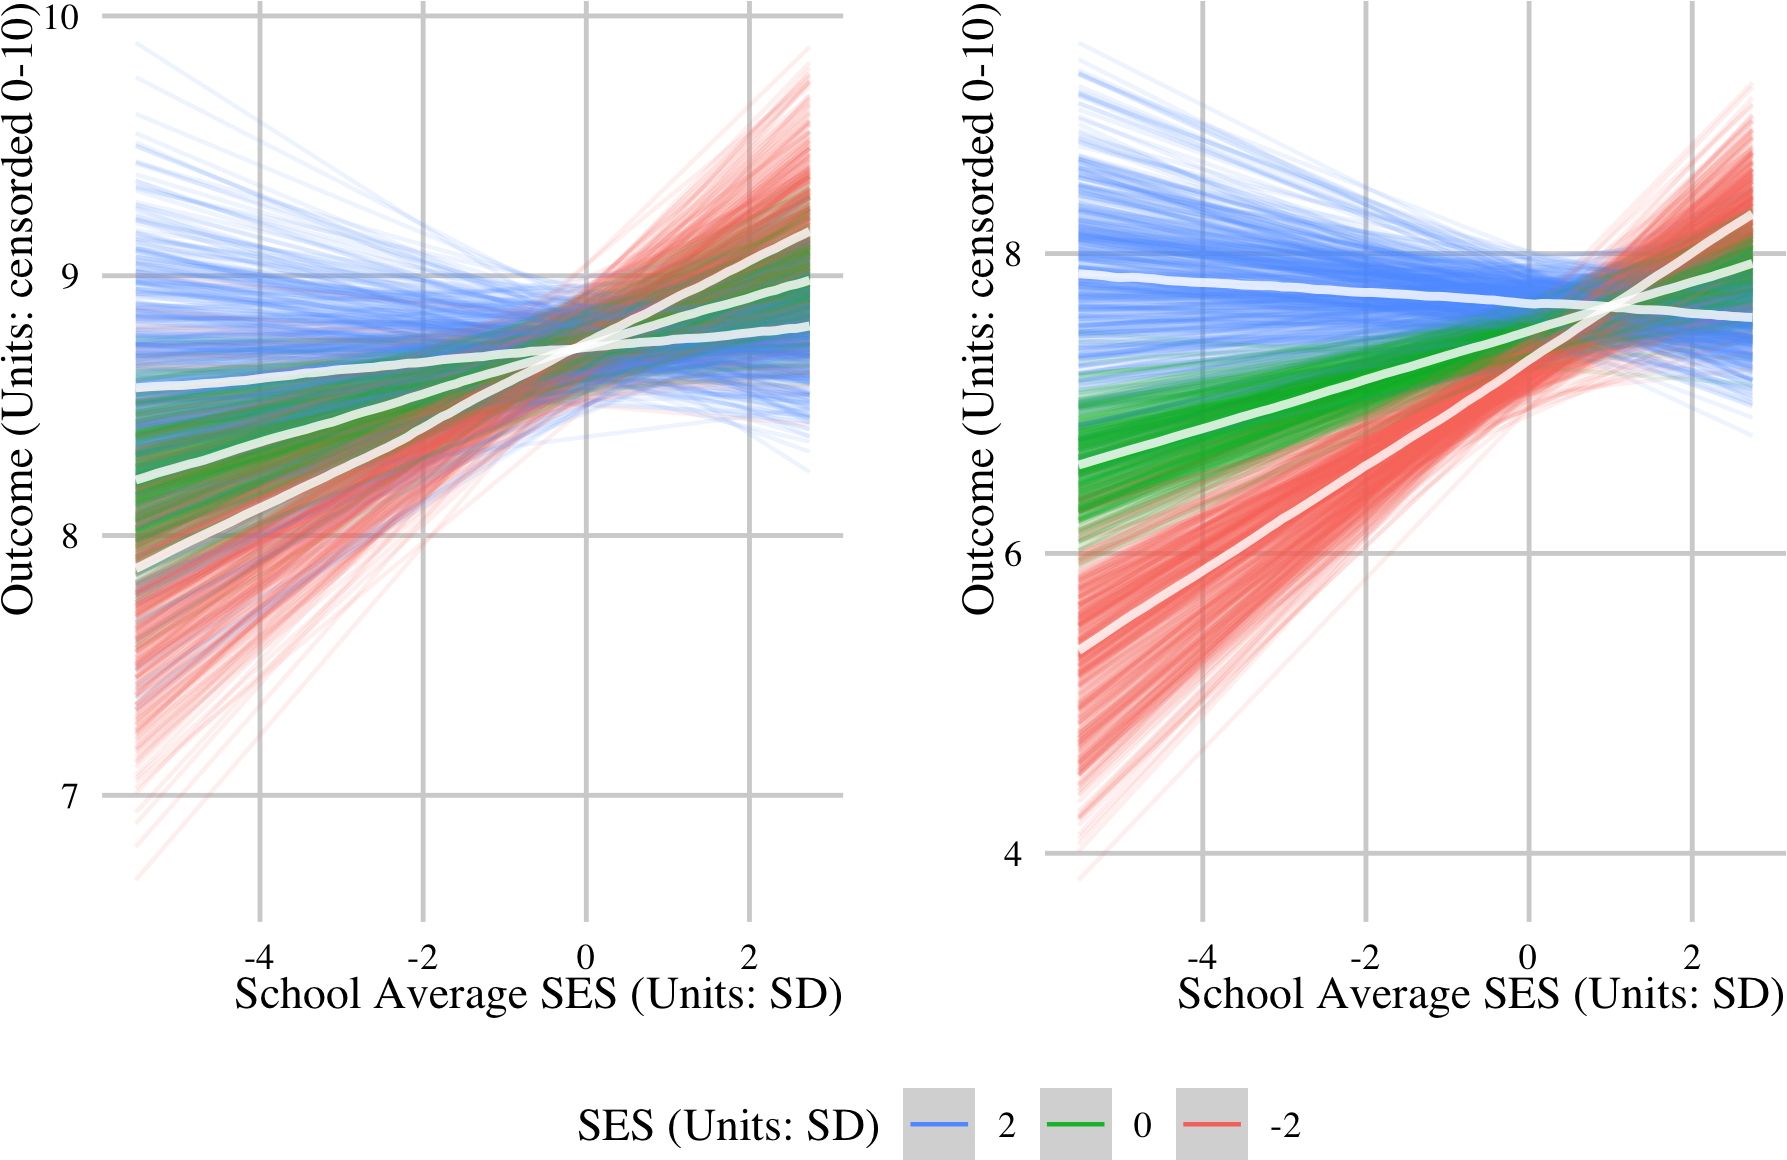 Outcome (Units: censorded 0-10)
10
9
8
7
-4 -2 0 2
School Average SES (Units: SD)
Outcome (Units: censorded 0-10)
8
6
4
-4 -2 0 2
School Average SES (Units: SD)
SES (Units: SD) 2 0 -2